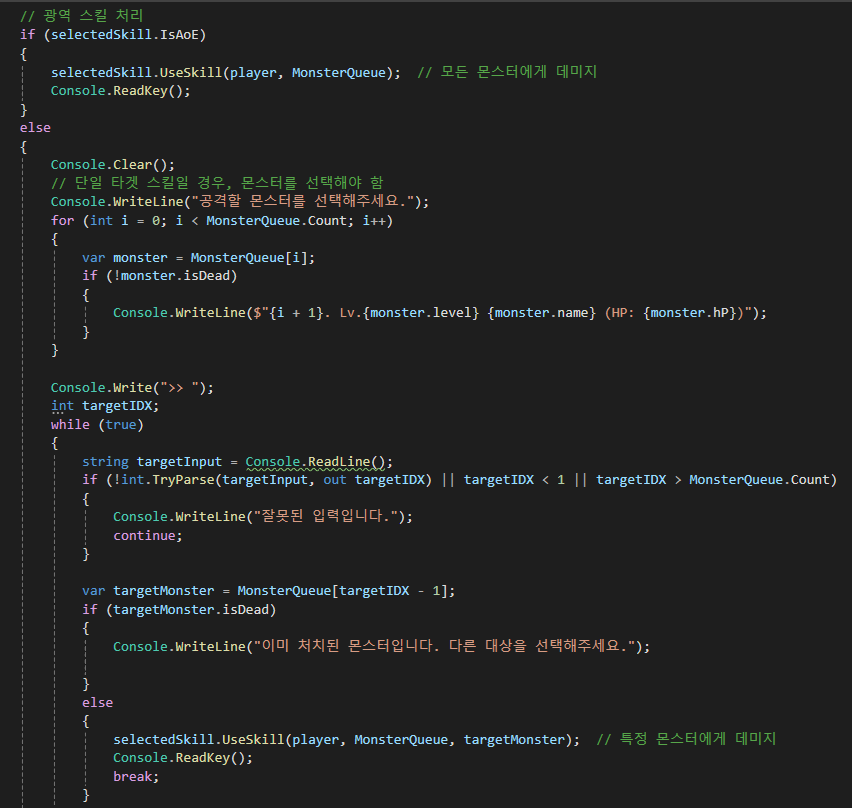 // 광역 스킬 처리
if (selectedSkill.IsAoE)
{
selectedSkill.UseSkill(player, MonsterQueue);  // 모든 몬스터에게 데미지
Console.ReadKey();
}
else
{
Console.Clear();
// 단일 타겟 스킬일 경우, 몬스터를 선택해야 함
Console.WriteLine("공격할 몬스터를 선택해주세요.");
for (int i = 0; i < MonsterQueue.Count; i++)
{
var monster = MonsterQueue[i];
if (!monster.isDead)
{
Console.WriteLine($"{i + 1}. Lv.{monster.level} {monster.name} (HP: {monster.hP})");
}
}
Console.Write(">> ");
int targetIDX;
while (true)
{
string targetInput = Console.ReadLine();
if (!int.TryParse(targetInput, out targetIDX) || targetIDX < 1 || targetIDX > MonsterQueue.Count)
{
Console.WriteLine("잘못된 입력입니다.");
continue;
}
var targetMonster = MonsterQueue[targetIDX - 1];
if (targetMonster.isDead)
{
Console.WriteLine("이미 처치된 몬스터입니다. 다른 대상을 선택해주세요.");
}
else
{
selectedSkill.UseSkill(player, MonsterQueue, targetMonster);  // 특정 몬스터에게 데미지
Console.ReadKey();
break;
}